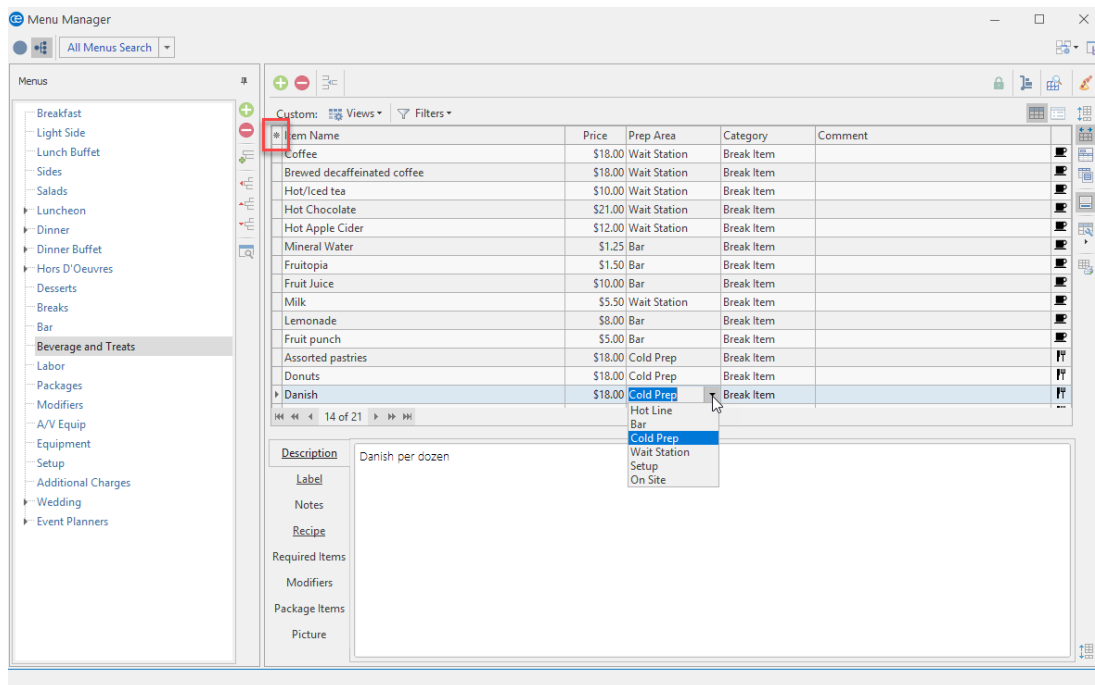 Menu Manager
All Menus Search
Menus
Breakfast
Light Side
Lunch Buffet
Sides
Salads
Luncheon
Dinner
Dinner Buffet
Hors D'Oeuvres
Desserts
Breaks
Bar
Beverage and Treats
Labor
Packages
Modifiers
A/V Equip
Equipment
Setup
Additional Charges
Wedding
Event Planners
Custom: Views Filters
Item Name Price Prep Area Category Comment
Coffee $18.00 Wait Station Break Item
Brewed decaffeinated coffee $18.00 Wait Station Break Item
Hot/Iced tea $10.00 Wait Station Break Item
Hot Chocolate $21.00 Wait Station Break Item
Hot Apple Cider $12.00 Wait Station Break Item
Mineral Water $1.25 Bar Break Item
Fruitopia $1.50 Bar Break Item
Fruit Juice $10.00 Bar Break Item
Milk $5.50 Wait Station Break Item
Lemonade $8.00 Bar Break Item
Fruit punch $5.00 Bar Break Item
Assorted pastries $18.00 Cold Prep Break Item
Donuts $18.00 Cold Prep Break Item
Danish $18.00 Cold Prep Break Item
14 of 21
Hot Line
Bar
Cold Prep
Wait Station
Setup
On Site
Description
Danish per dozen
Label
Notes
Recipe
Required Items
Modifiers
Package Items
Picture